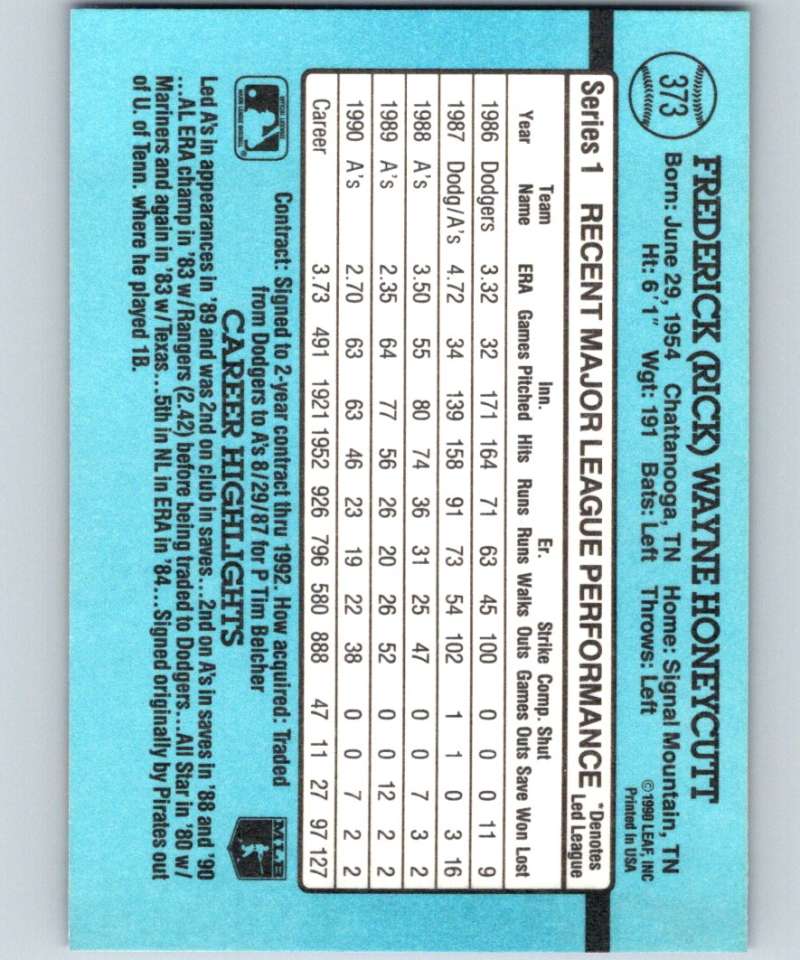 373
FREDERICK (RICK) WAYNE HONEYCUTT
Born: June 29, 1954 Chattanooga, TN Home: Signal Mountain, TN
Ht: 6'1" Wgt: 191 Bats: Left Throws: Left
©1990 LEAF, INC
Printed in USA
Series 1 RECENT MAJOR LEAGUE PERFORMANCE *Denotes Led League
Year Team Name ERA Games Inn. Pitched Hits Runs Er. Runs Walks Strike Outs Comp. Games Shut Outs Save Won Lost
1986 Dodgers 3.32 32 171 164 71 63 45 100 0 0 11 9
1987 Dodg/A's 4.72 34 139 158 91 73 54 102 1 1 0 3 16
1988 A's 3.50 55 80 74 36 31 25 47 0 0 7 3 2
1989 A's 2.35 64 77 56 26 20 26 52 0 0 12 2 2
1990 A's 2.70 63 63 46 23 19 22 38 0 0 7 2 2
Career 3.73 491 1921 1952 926 796 580 888 47 11 27 97 127
OFFICIAL LICENSEE
MAJOR LEAGUE BASEBALL
Contract: Signed to 2-year contract thru 1992. How acquired: Traded
from Dodgers to A's 8/29/87 for P Tim Belcher
MLB
CAREER HIGHLIGHTS
Led A's in appearances in '89 and was 2nd on club in saves...2nd on A's in saves in '88 and '90
...AL ERA champ in '83 w/Rangers (2.42) before being traded to Dodgers...All Star in '80 w/
Mariners and again in '83 w/Texas...5th in NL in ERA in '84...Signed originally by Pirates out
of U. of Tenn. where he played 1B.